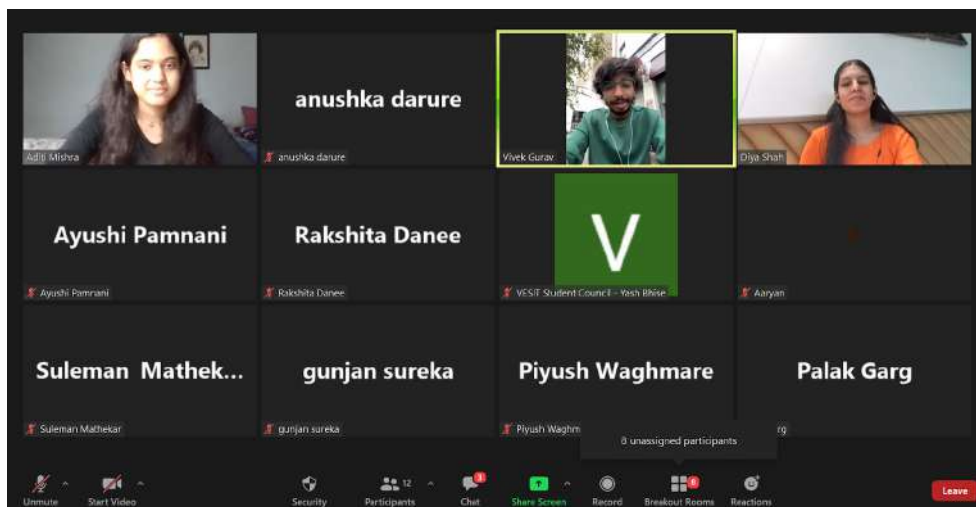 Aditi Mishra
anushka darure
anushka darure
Vivek Gurav
Diya Shah
Ayushi Pamnani
Ayushi Pamnani
Rakshita Danee
Rakshita Danee
V
VESIT Student Council - Yash Bhise
Aaryan
Suleman Mathek...
Suleman Mathekar
gunjan sureka
gunjan sureka
Piyush Waghmare
Piyush Waghm
Palak Garg
rg
8 unassigned participants
Unmute
Start Video
Security
12
Participants
3
Chat
Share Screen
Record
Breakout Rooms
Reactions
Leave